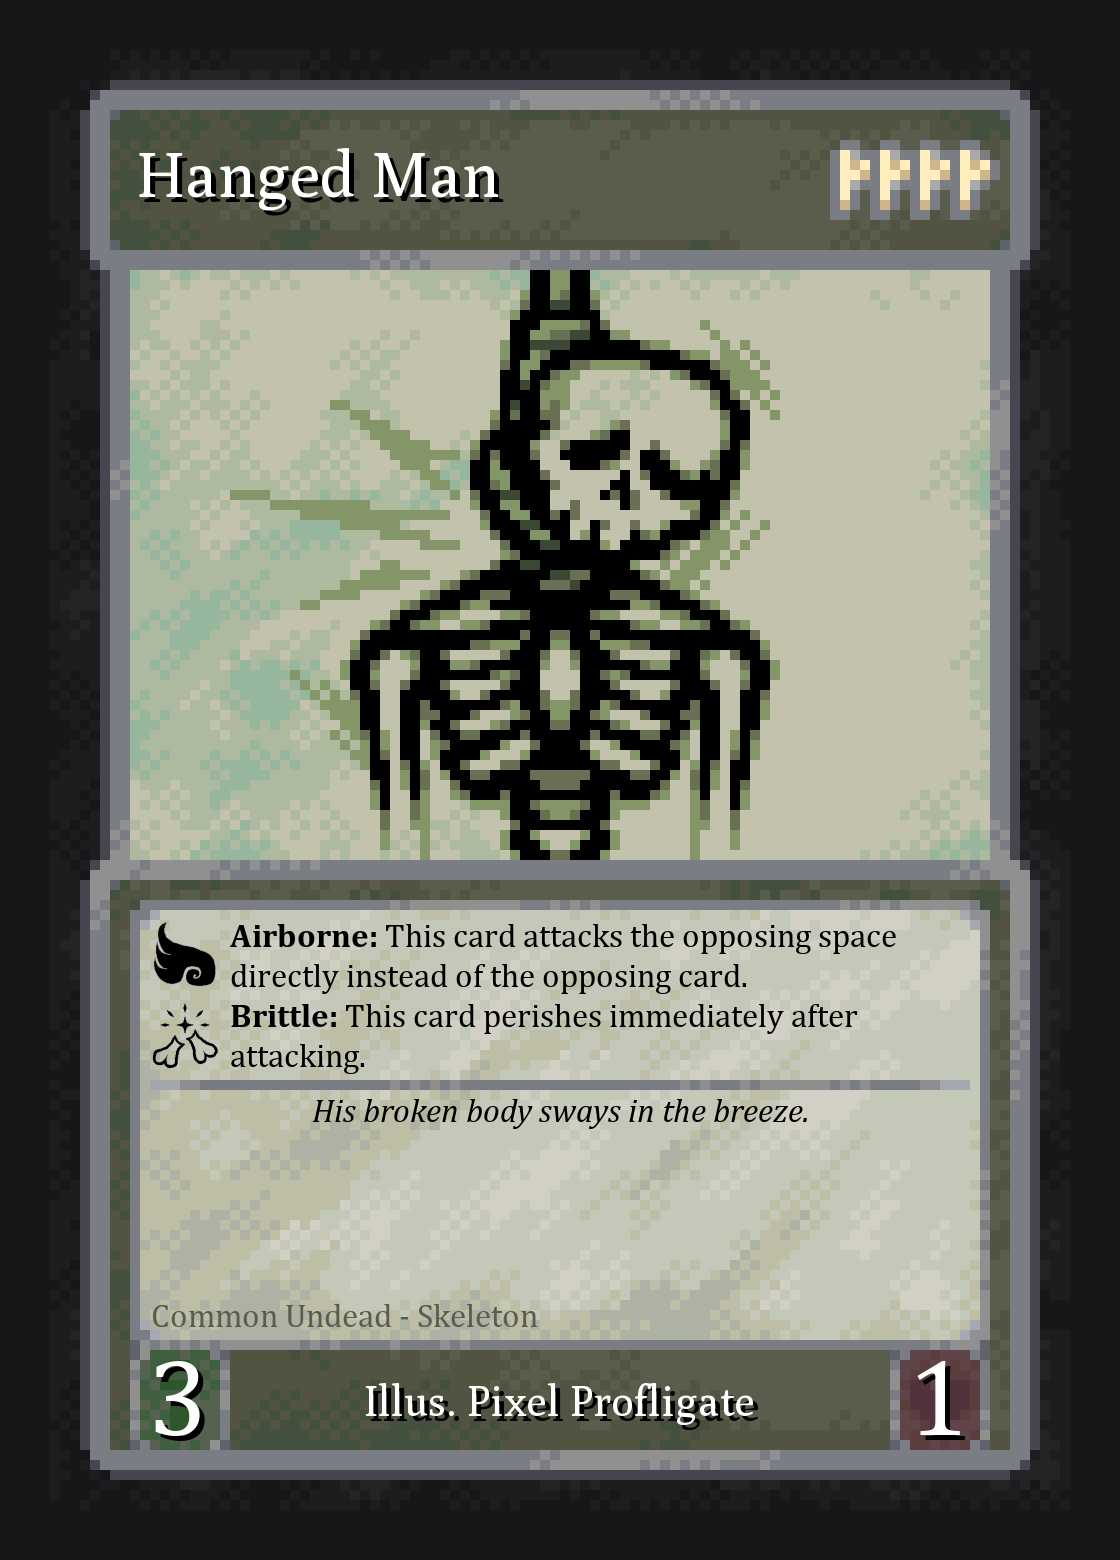 Hanged Man
Airborne: This card attacks the opposing space
directly instead of the opposing card.
Brittle: This card perishes immediately after
attacking.
His broken body sways in the breeze.
Common Undead - Skeleton
3
Illus. Pixel Profligate
1